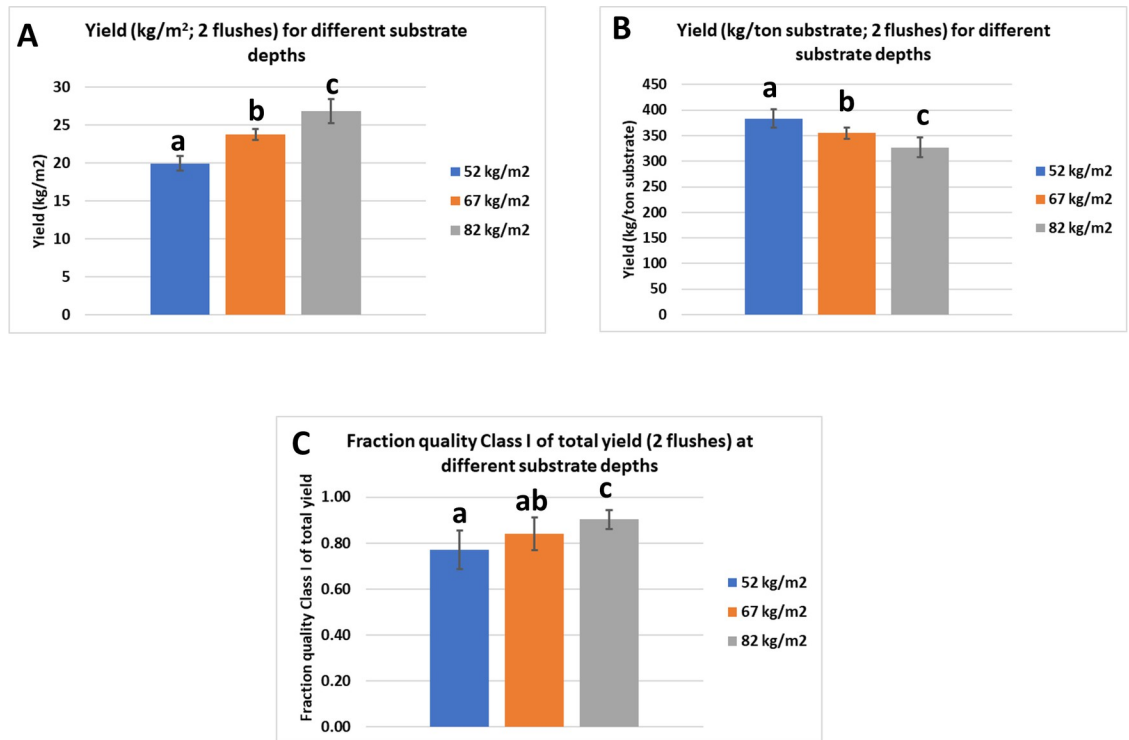 A
Yield (kg/m²; 2 flushes) for different substrate
depths
30
25
20
15
10
5
0
Yield (kg/m2)
a
b
c
52 kg/m2
67 kg/m2
82 kg/m2
B
Yield (kg/ton substrate; 2 flushes) for different
substrate depths
450
400
350
300
250
200
150
100
50
0
Yield (kg/ton substrate)
a
b
c
52 kg/m2
67 kg/m2
82 kg/m2
C
Fraction quality Class I of total yield (2 flushes) at
different substrate depths
1.00
0.80
0.60
0.40
0.20
0.00
Fraction quality Class I of total yield
a
ab
c
52 kg/m2
67 kg/m2
82 kg/m2